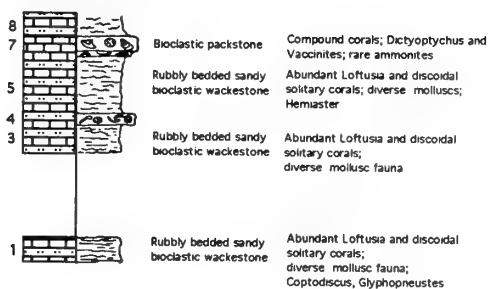 8
7
Bioclastic packstone
Compound corals; Dictyoptychus and
Vaccinites; rare ammonites
5
Rubbly bedded sandy
bioclastic wackestone
Abundant Loftusia and discoidal
solitary corals; diverse molluscs;
Hemiaster
4
3
Rubbly bedded sandy
bioclastic wackestone
Abundant Loftusia and discoidal
solitary corals;
diverse mollusc fauna
1
Rubbly bedded sandy
bioclastic wackestone
Abundant Loftusia and discoidal
solitary corals;
diverse mollusc fauna;
Coptodiscus, Glyphopneustes